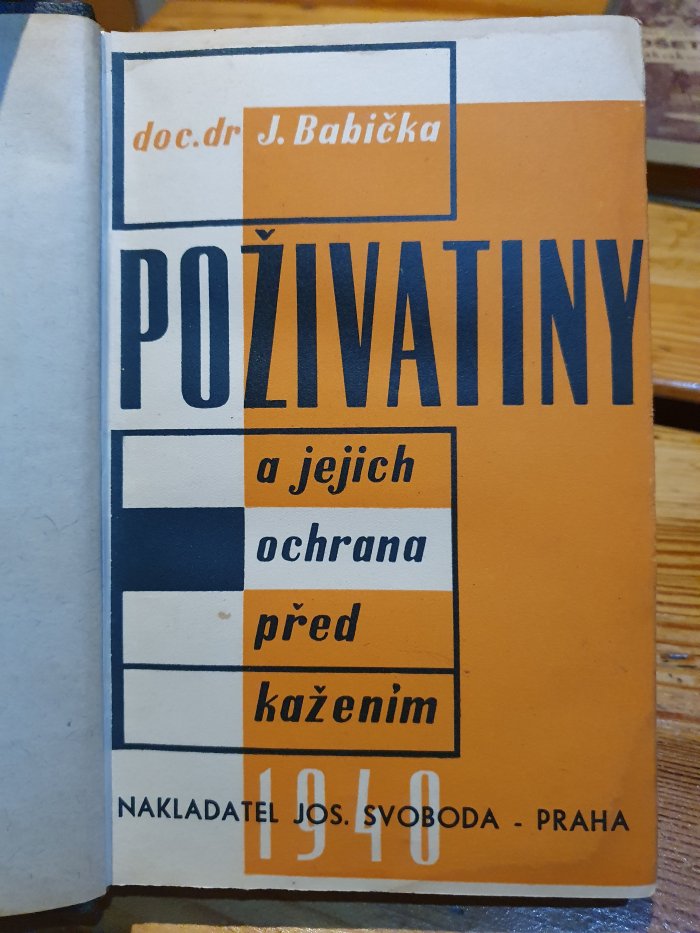 doc.dr J. Babička
POŽIVATINY
a jejich
ochrana
před
kažením
1940
NAKLADATEL JOS. SVOBODA - PRAHA